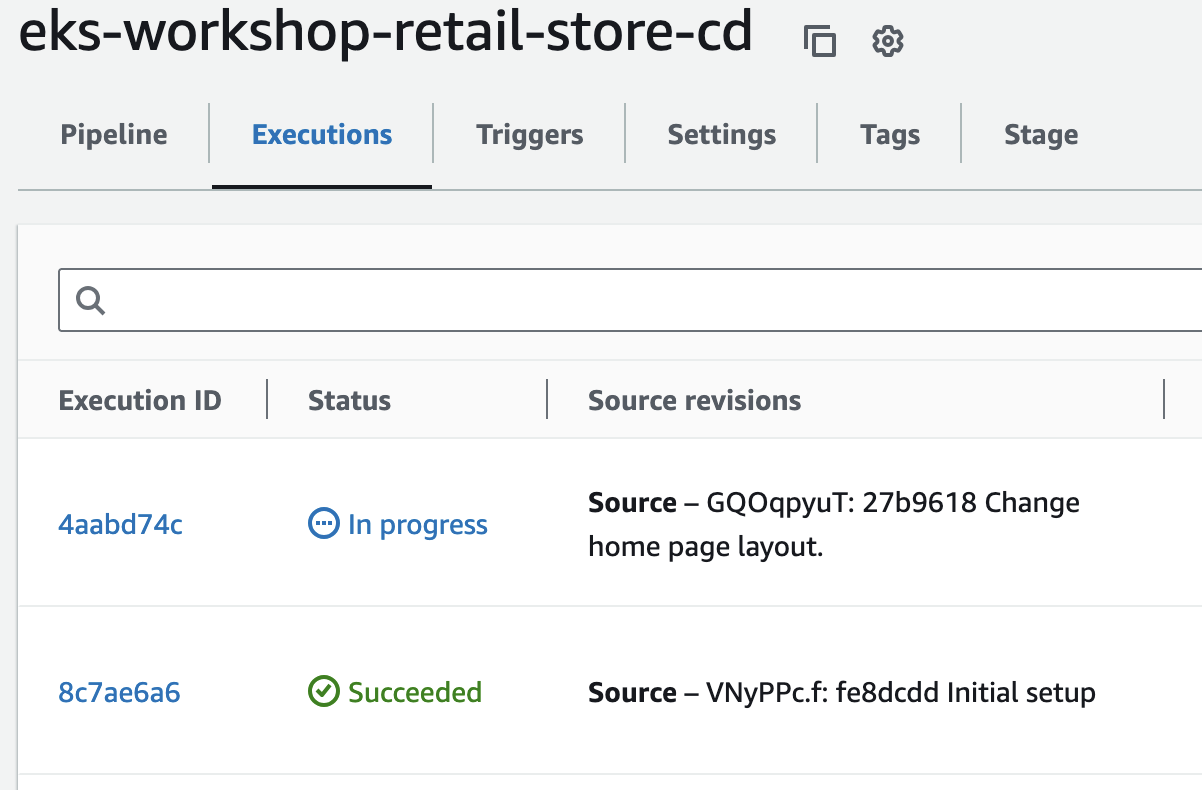 eks-workshop-retail-store-cd
Pipeline
Executions
Triggers
Settings
Tags
Stage
Execution ID
Status
Source revisions
4aabd74c
In progress
Source – GQOqpyuT: 27b9618 Change
home page layout.
8c7ae6a6
Succeeded
Source – VNyPPc.f: fe8dcdd Initial setup